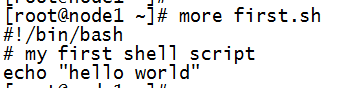 [root@node1 ~]# more first.sh
#!/bin/bash
# my first shell script
echo "hello world"